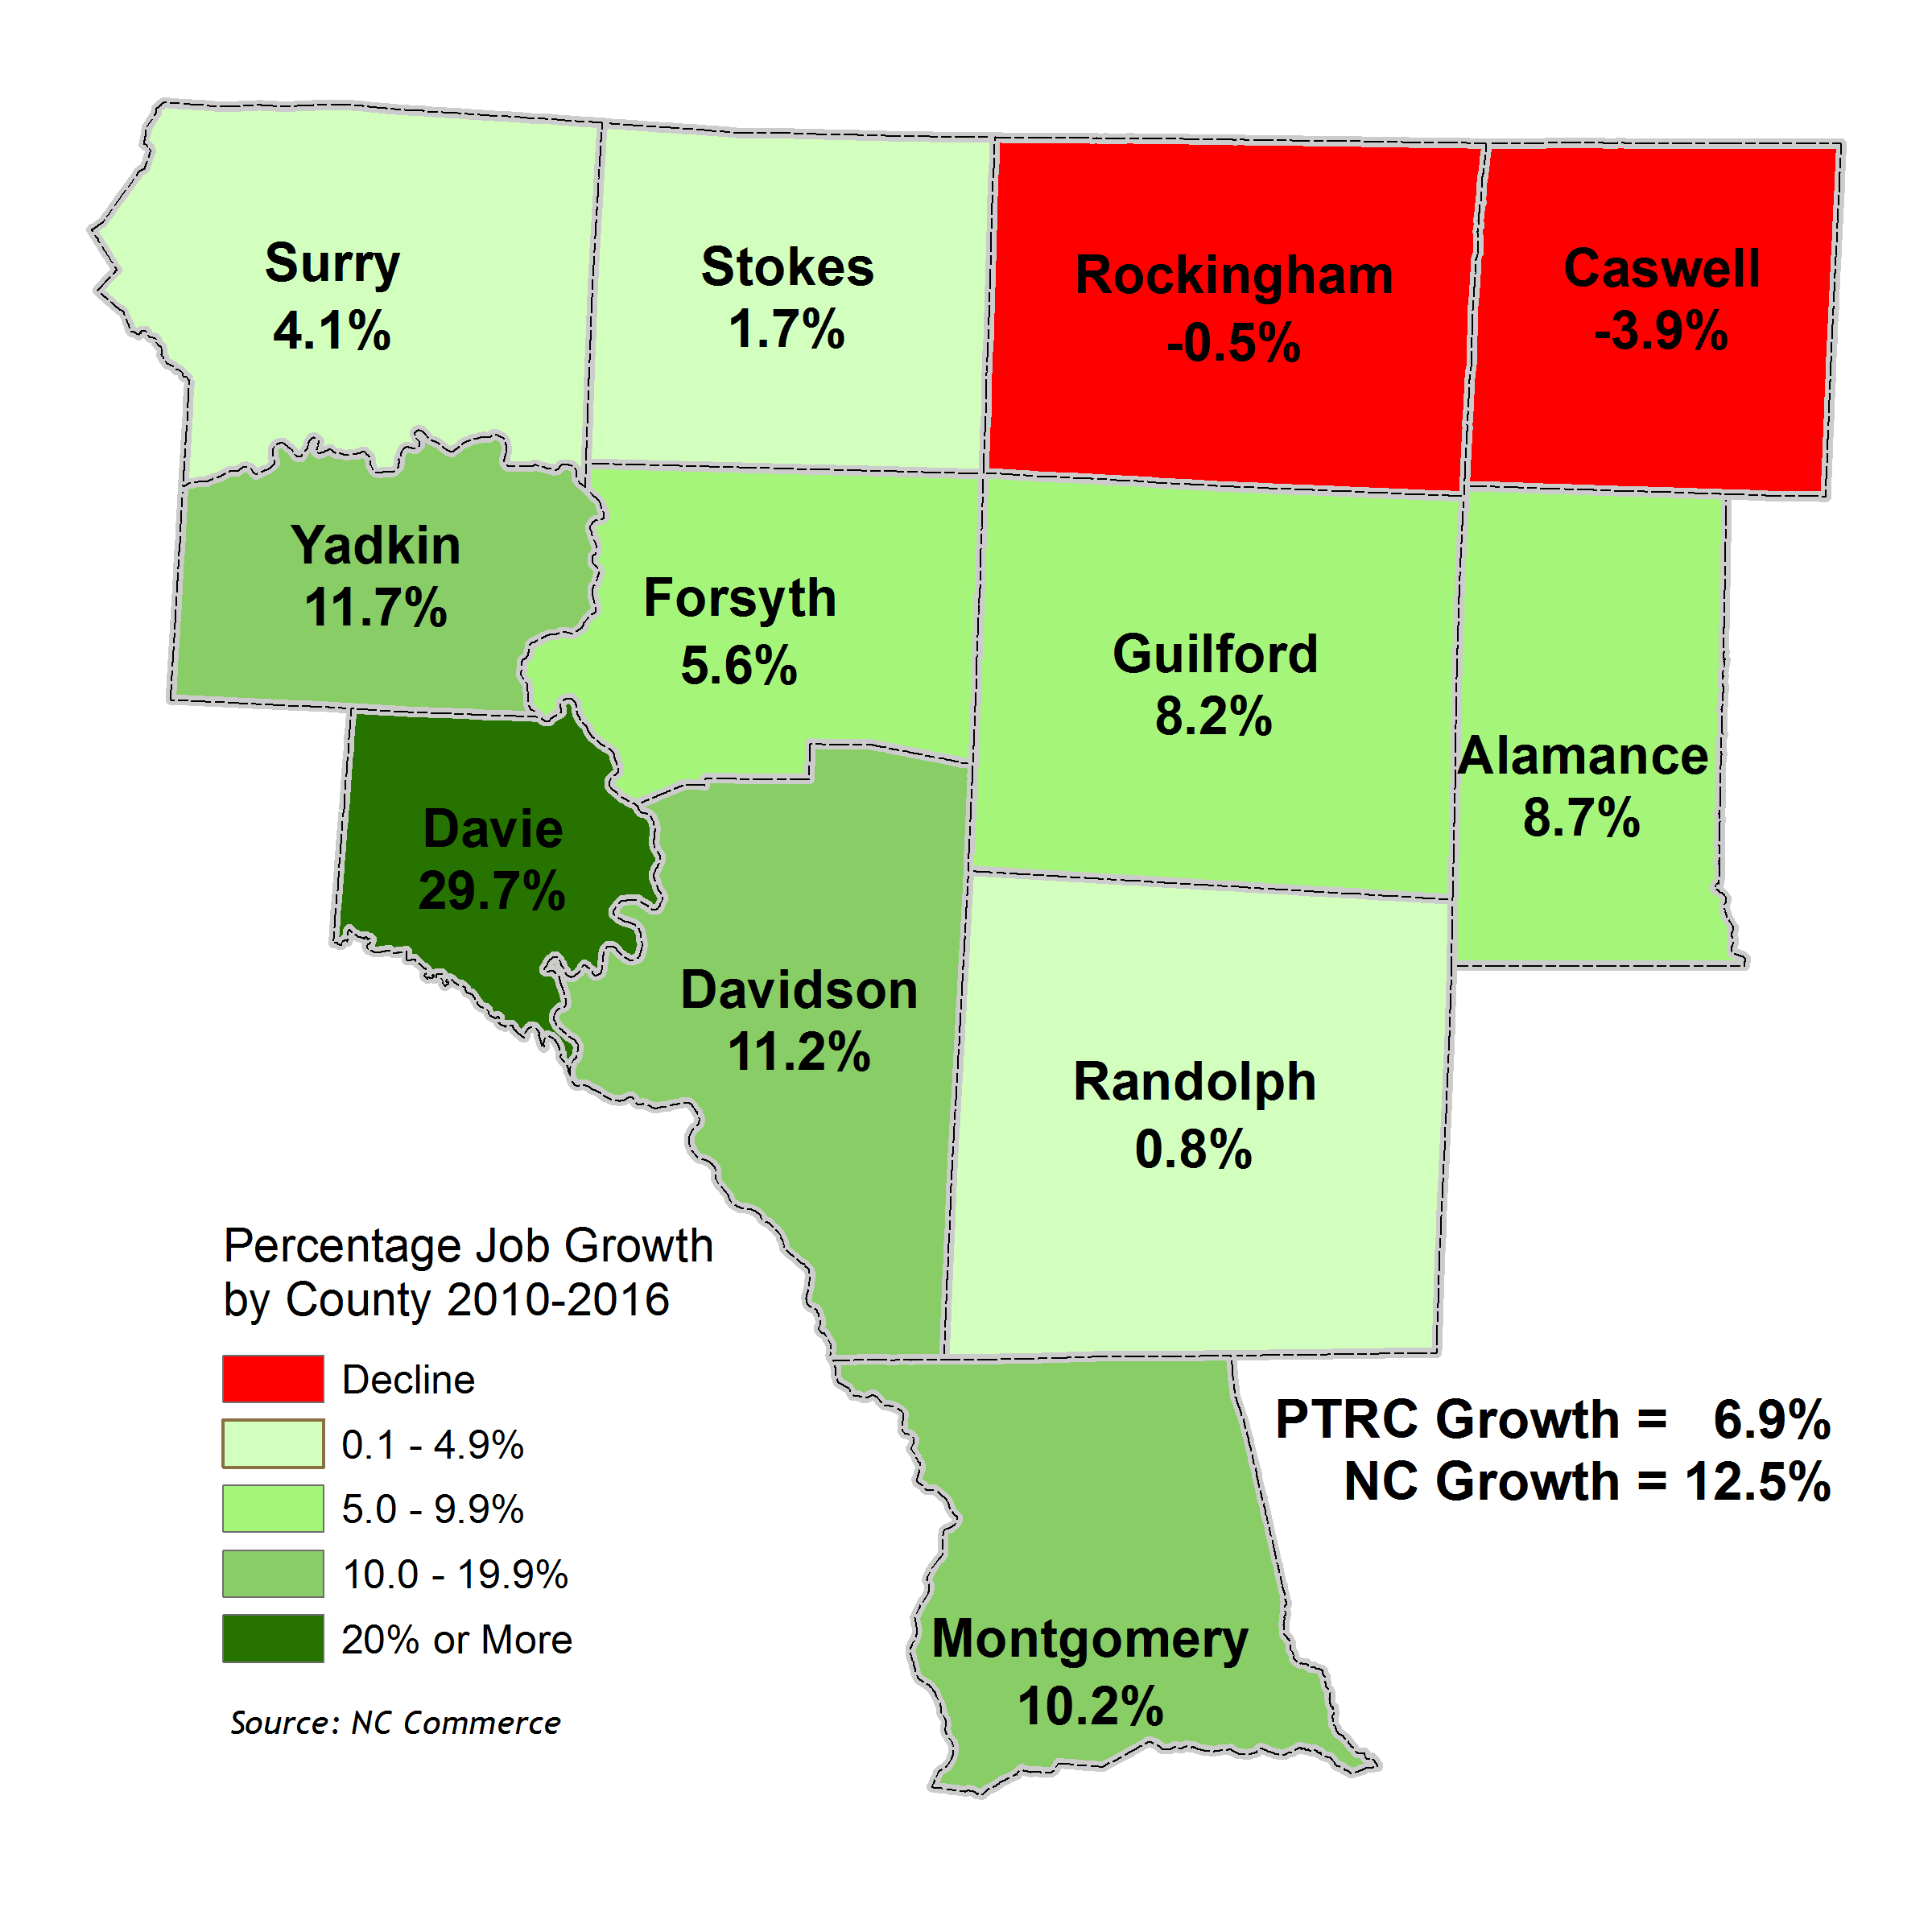 Surry
4.1%
Stokes
1.7%
Rockingham
-0.5%
Caswell
-3.9%
Yadkin
11.7%
Forsyth
5.6%
Guilford
8.2%
Alamance
8.7%
Davie
29.7%
Davidson
11.2%
Randolph
0.8%
Montgomery
10.2%
Percentage Job Growth
by County 2010-2016
Decline
0.1 - 4.9%
5.0 - 9.9%
10.0 - 19.9%
20% or More
Source: NC Commerce
PTRC Growth = 6.9%
NC Growth = 12.5%